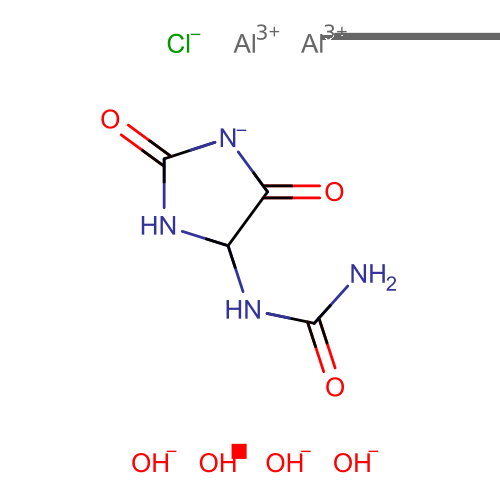 Cl⁻ Al³⁺ Al³⁺
O N⁻
O
HN
HN NH₂
O
OH⁻ OH⁻ OH⁻ OH⁻